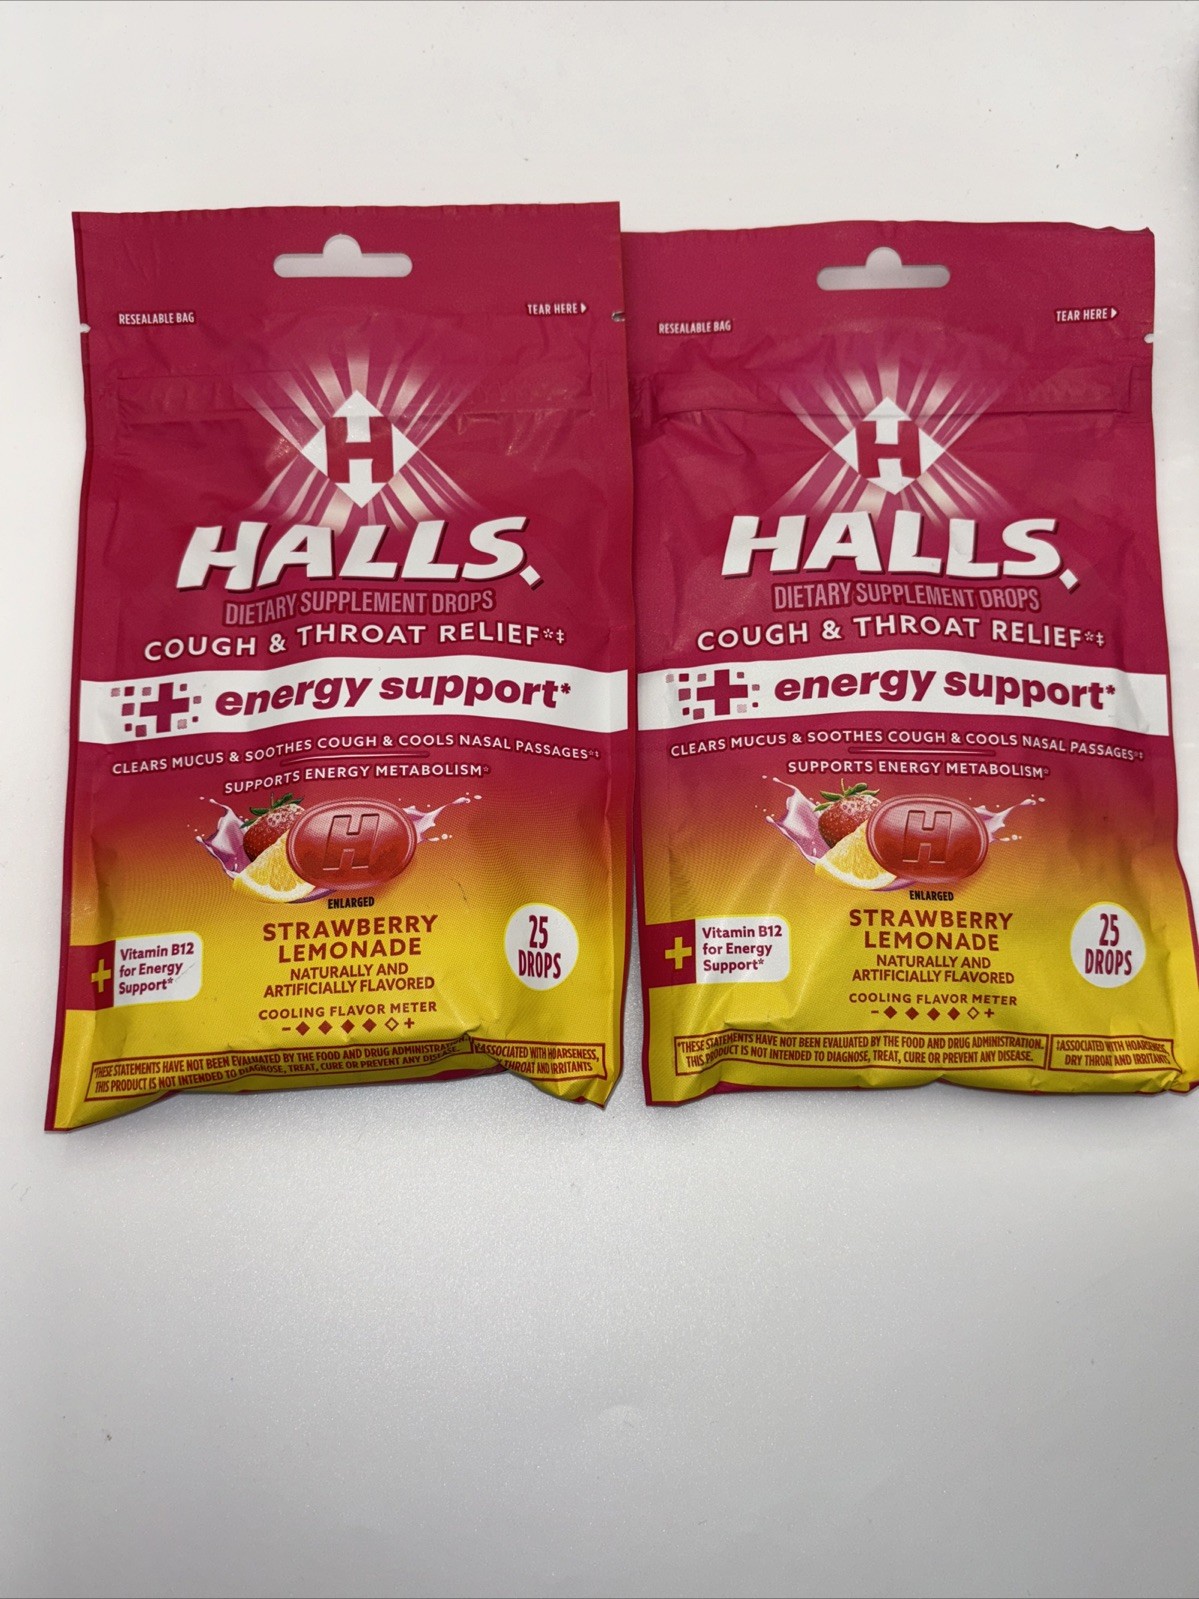 RESEALABLE BAG
TEAR HERE
H
HALLS
DIETARY SUPPLEMENT DROPS
COUGH & THROAT RELIEF*‡
energy support*
CLEARS MUCUS & SOOTHES COUGH & COOLS NASAL PASSAGES*‡
SUPPORTS ENERGY METABOLISM*
H
ENLARGED
STRAWBERRY
LEMONADE
NATURALLY AND
ARTIFICIALLY FLAVORED
COOLING FLAVOR METER
- ◆ ◆ ◆ ◆ ◇ +
+ Vitamin B12
for Energy
Support*
25
DROPS
*THESE STATEMENTS HAVE NOT BEEN EVALUATED BY THE FOOD AND DRUG ADMINISTRATION.
THIS PRODUCT IS NOT INTENDED TO DIAGNOSE, TREAT, CURE OR PREVENT ANY DISEASE.
‡ASSOCIATED WITH HOARSENESS,
THROAT AND IRRITANTS
RESEALABLE BAG
TEAR HERE
H
HALLS
DIETARY SUPPLEMENT DROPS
COUGH & THROAT RELIEF*‡
energy support*
CLEARS MUCUS & SOOTHES COUGH & COOLS NASAL PASSAGES*‡
SUPPORTS ENERGY METABOLISM*
H
ENLARGED
STRAWBERRY
LEMONADE
NATURALLY AND
ARTIFICIALLY FLAVORED
COOLING FLAVOR METER
- ◆ ◆ ◆ ◆ ◇ +
+ Vitamin B12
for Energy
Support*
25
DROPS
*THESE STATEMENTS HAVE NOT BEEN EVALUATED BY THE FOOD AND DRUG ADMINISTRATION.
THIS PRODUCT IS NOT INTENDED TO DIAGNOSE, TREAT, CURE OR PREVENT ANY DISEASE.
‡ASSOCIATED WITH HOARSENESS,
DRY THROAT AND IRRITANTS